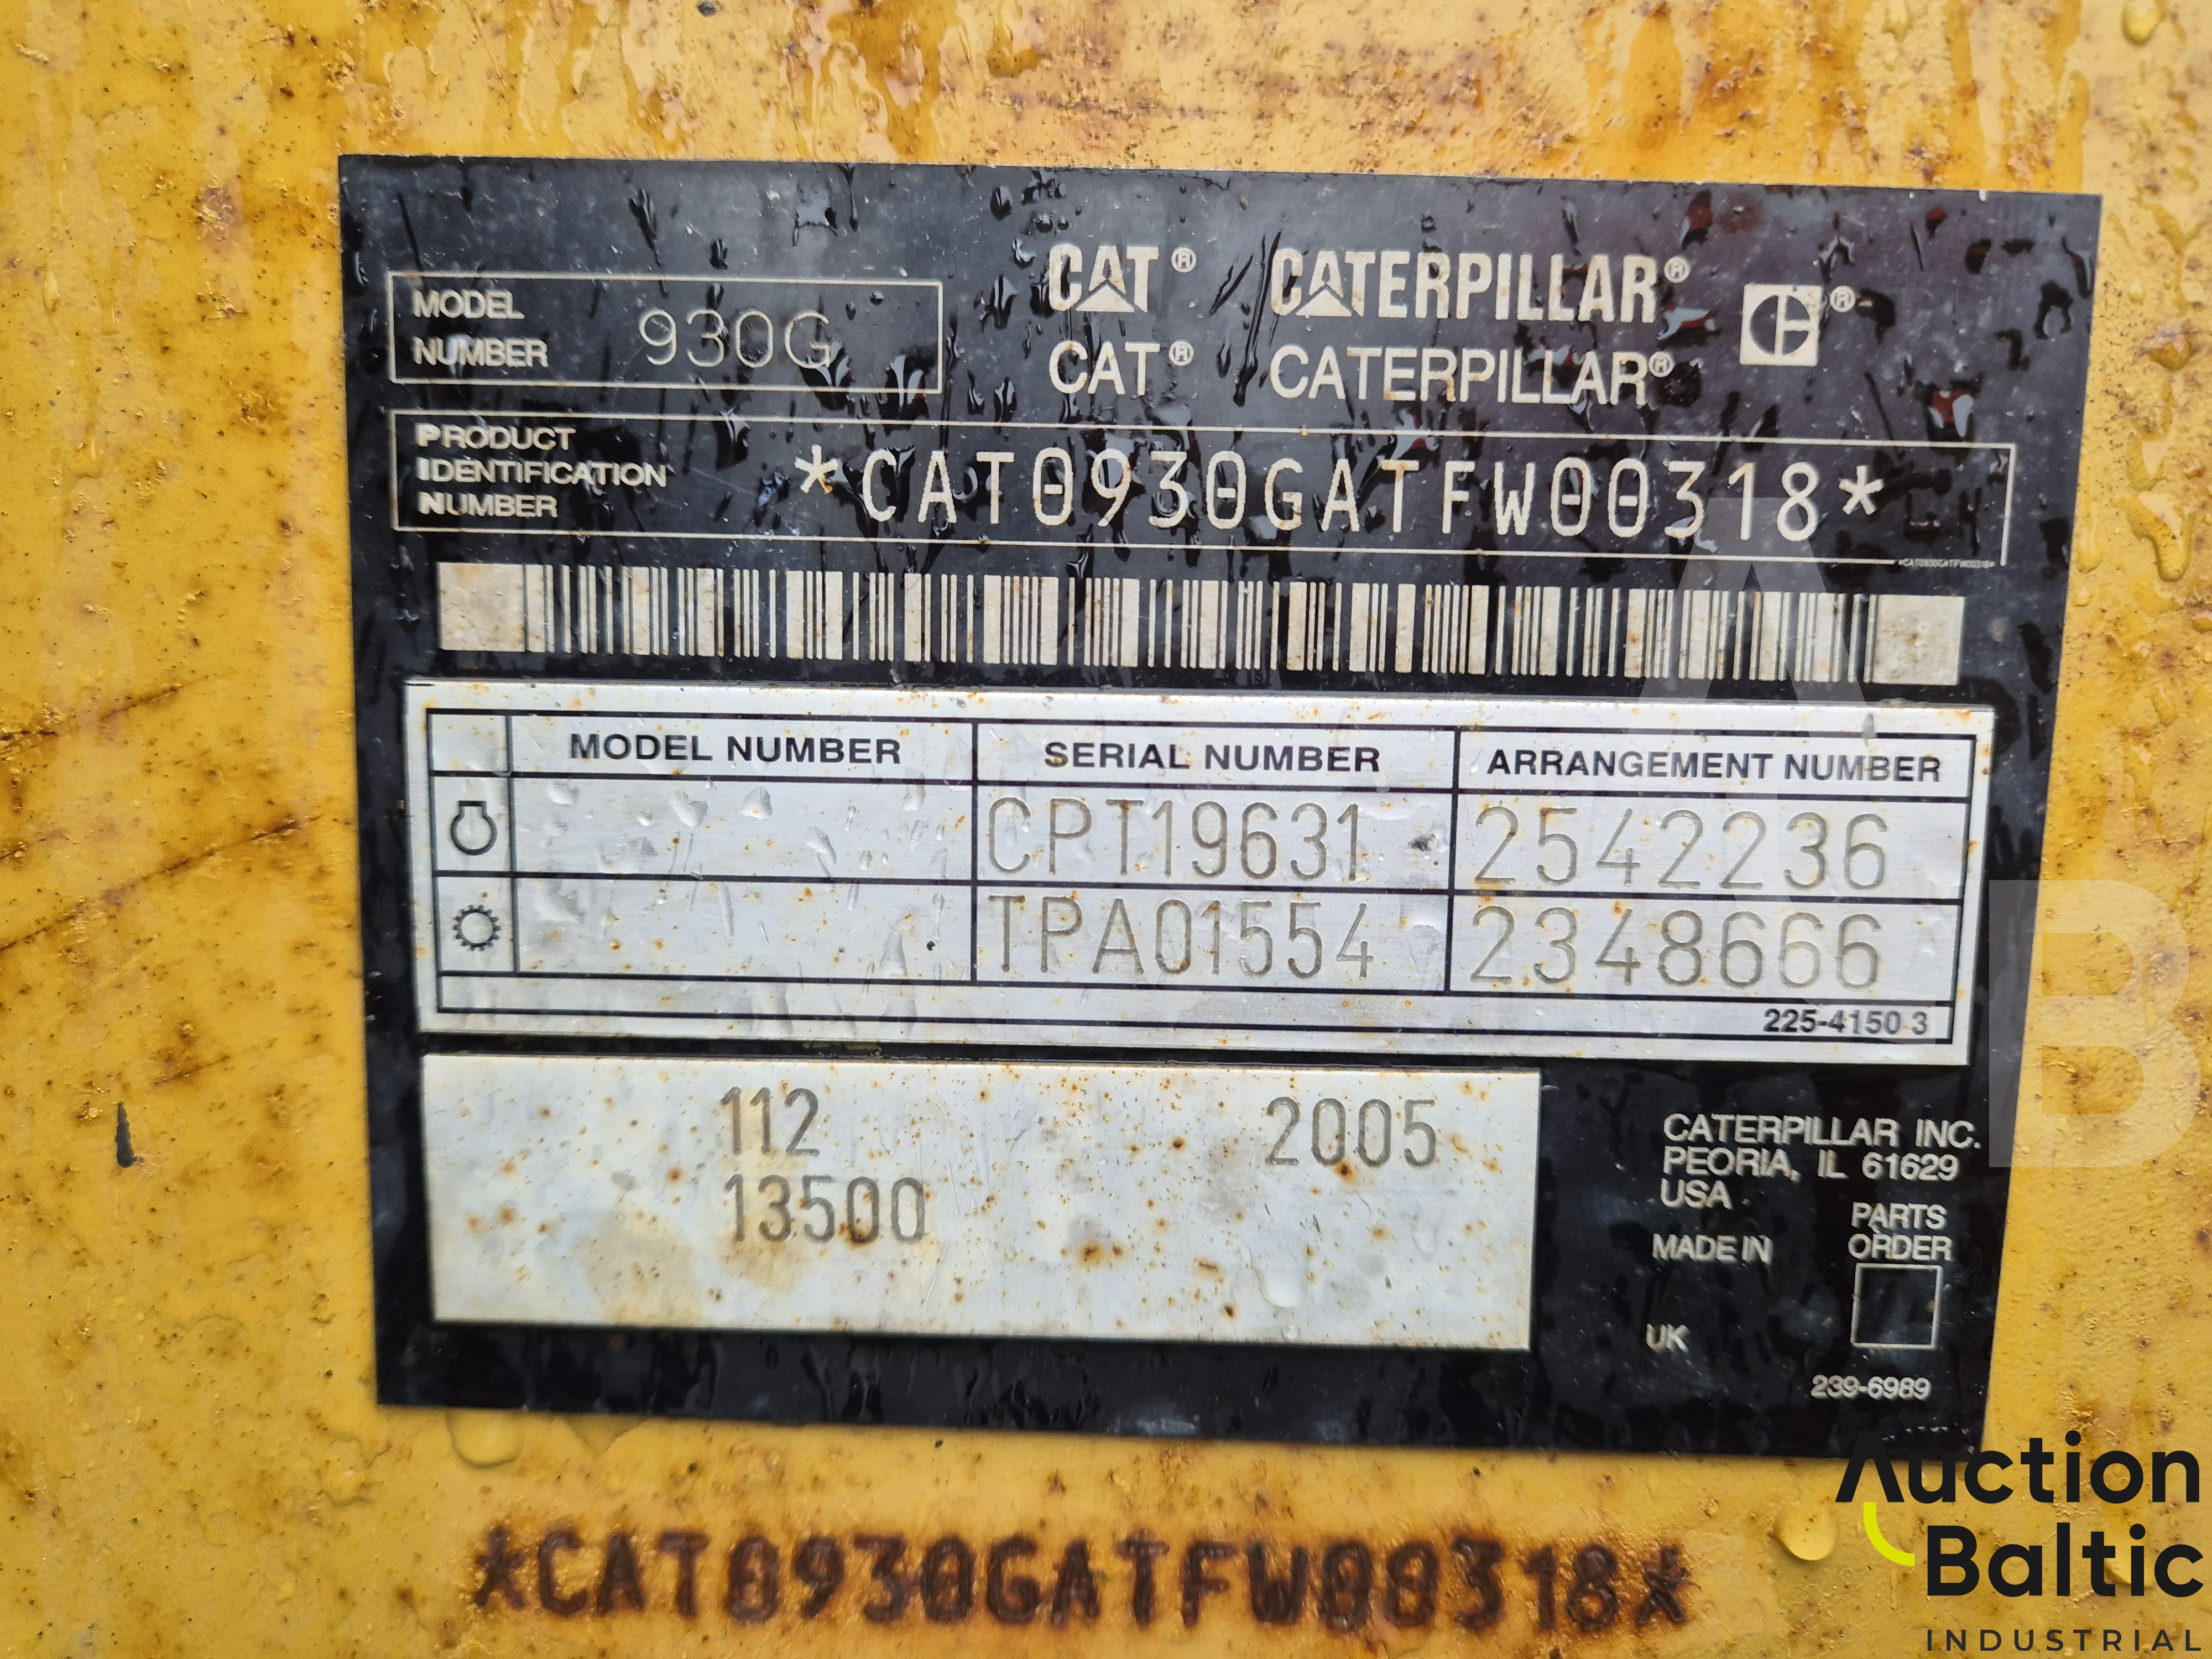 MODEL
NUMBER 930G
CAT® CATERPILLAR® ®
CAT® CATERPILLAR®
PRODUCT
IDENTIFICATION
NUMBER
*CAT0930GATFW00318*
*CAT0930GATFW00318*
MODEL NUMBER SERIAL NUMBER ARRANGEMENT NUMBER
CPT19631 2542236
TPA01554 2348666
225-4150 3
112 2005
13500
CATERPILLAR INC.
PEORIA, IL 61629
USA
MADE IN
UK
PARTS
ORDER
239-6989
*CAT0930GATFW00318*
AB
Auction
Baltic
INDUSTRIAL